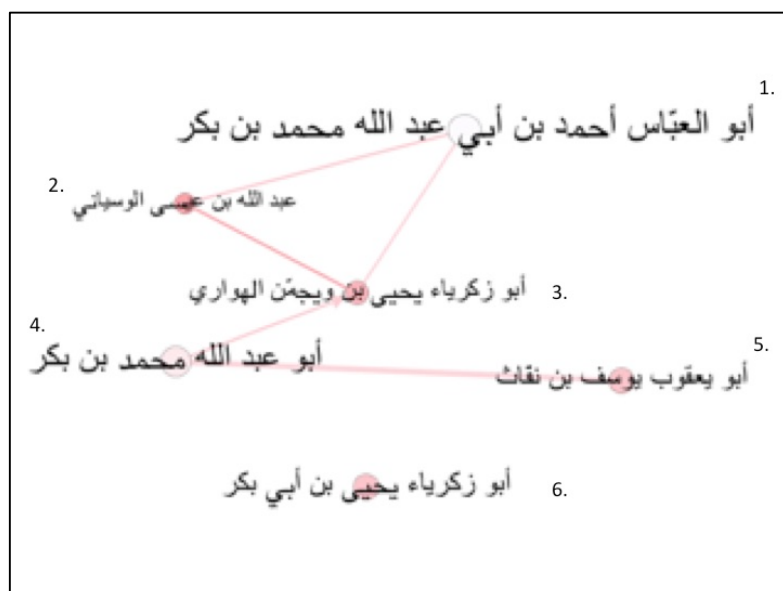 1. أبو العبّاس أحمد بن أبي عبد الله محمد بن بكر
2. عبد الله بن عيسى الوسياني
3. أبو زكرياء يحيى بن ويجمّن الهواري
4. أبو عبد الله محمد بن بكر
5. أبو يعقوب يوسف بن نفاث
6. أبو زكرياء يحيى بن أبي بكر